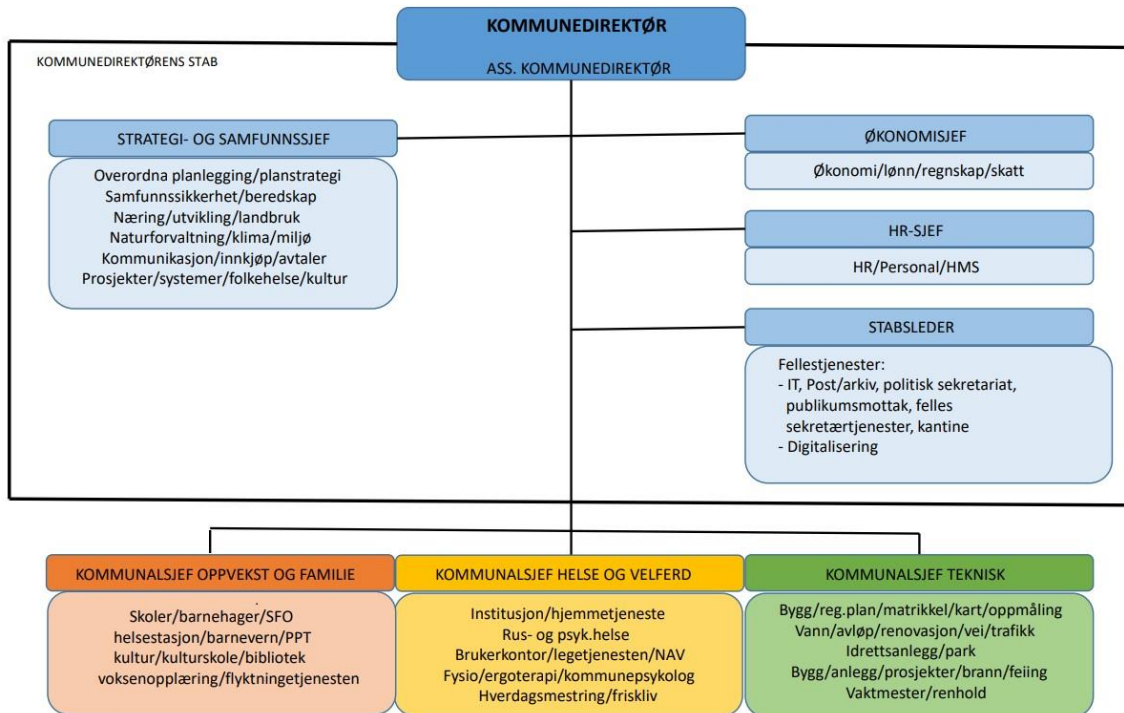 KOMMUNEDIREKTØR
ASS. KOMMUNEDIREKTØR
KOMMUNEDIREKTØRENS STAB
STRATEGI- OG SAMFUNNSSJEF
Overordna planlegging/planstrategi
Samfunnssikkerhet/beredskap
Næring/utvikling/landbruk
Naturforvaltning/klima/miljø
Kommunikasjon/innkjøp/avtaler
Prosjekter/systemer/folkehelse/kultur
ØKONOMISJEF
Økonomi/lønn/regnskap/skatt
HR-SJEF
HR/Personal/HMS
STABSLEDER
Fellestjenester:
- IT, Post/arkiv, politisk sekretariat,
publikumsmottak, felles
sekretærtjenester, kantine
- Digitalisering
KOMMUNALSJEF OPPVEKST OG FAMILIE
.
Skoler/barnehager/SFO
helsestasjon/barnevern/PPT
kultur/kulturskole/bibliotek
voksenopplæring/flyktningetjenesten
KOMMUNALSJEF HELSE OG VELFERD
Institusjon/hjemmetjeneste
Rus- og psyk.helse
Brukerkontor/legetjenesten/NAV
Fysio/ergoterapi/kommunepsykolog
Hverdagsmestring/friskliv
KOMMUNALSJEF TEKNISK
Bygg/reg.plan/matrikkel/kart/oppmåling
Vann/avløp/renovasjon/vei/trafikk
Idrettsanlegg/park
Bygg/anlegg/prosjekter/brann/feiing
Vaktmester/renhold